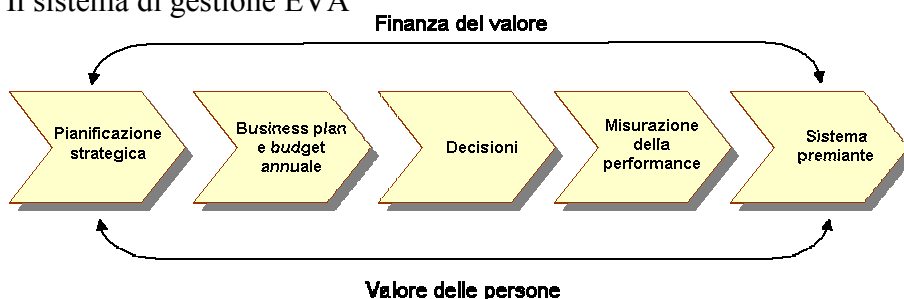 Il sistema di gestione EVA
Finanza del valore
Pianificazione
strategica
Business plan
e budget
annuale
Decisioni
Misurazione
della
performance
Sistema
premiante
Valore delle persone